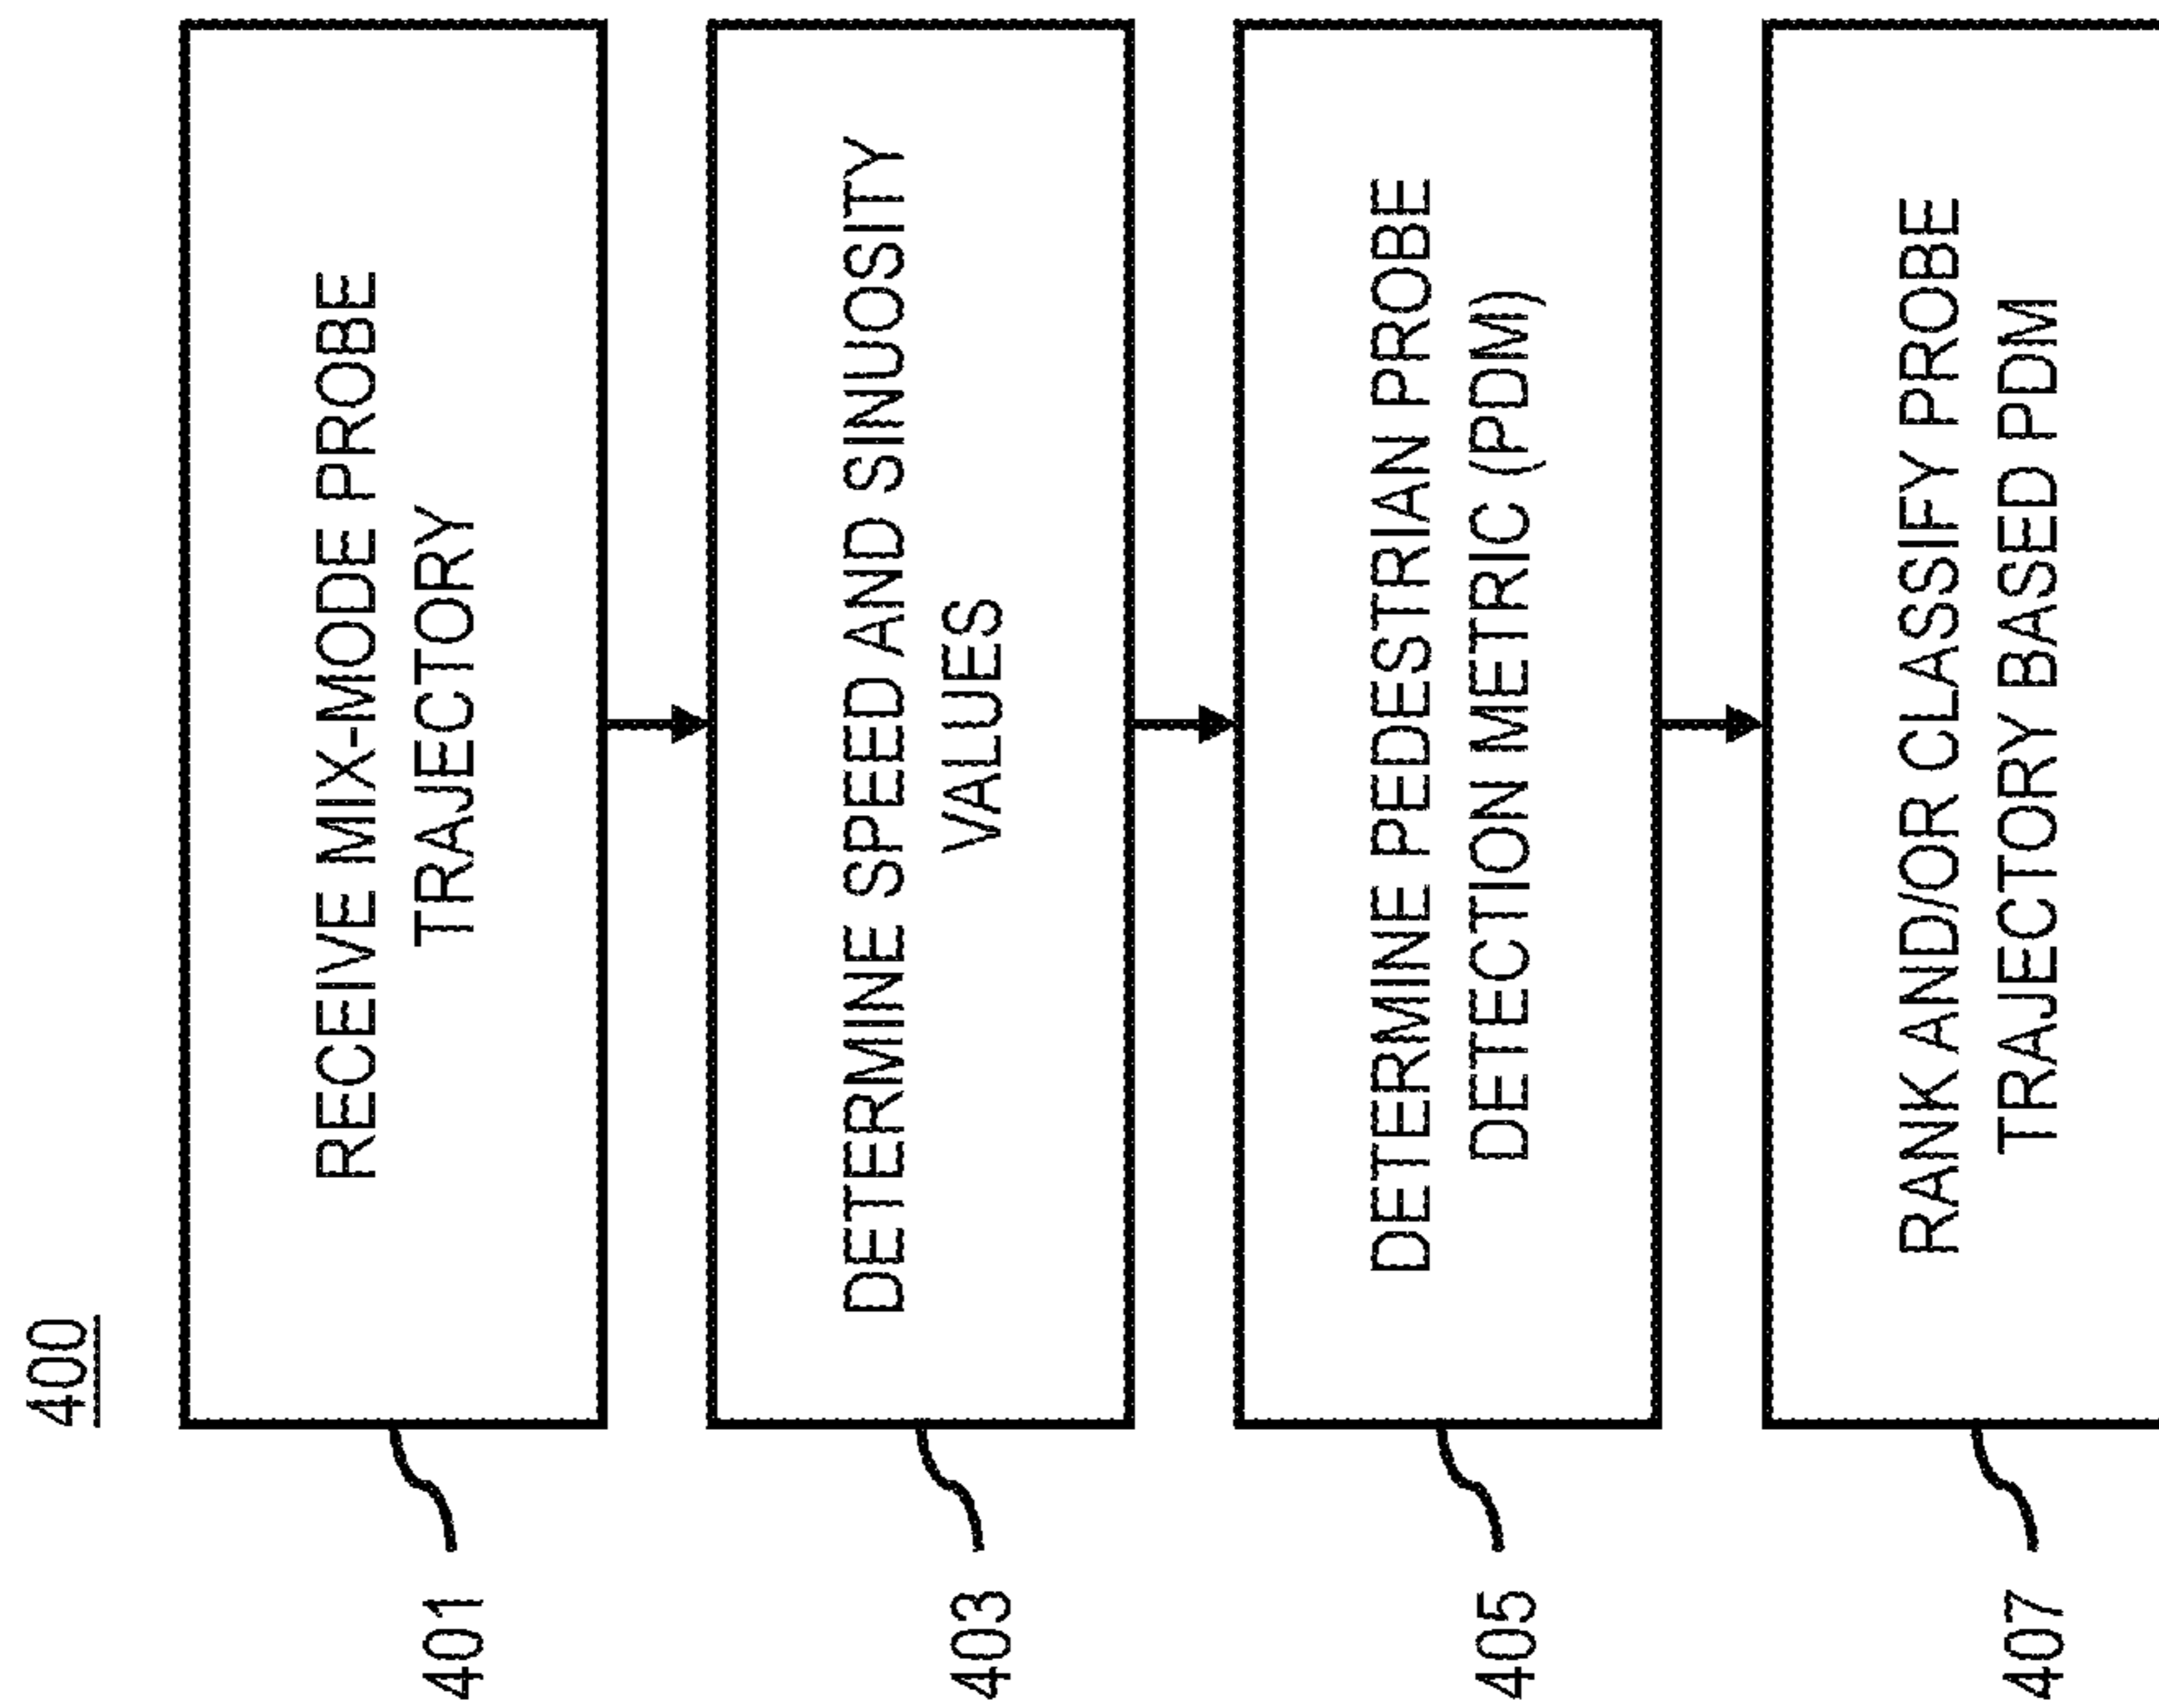 400
401
RECEIVE MIX-MODE PROBE
TRAJECTORY
403
DETERMINE SPEED AND SINUOSITY
VALUES
405
DETERMINE PEDESTRIAN PROBE
DETECTION METRIC (PDM)
407
RANK AND/OR CLASSIFY PROBE
TRAJECTORY BASED PDM